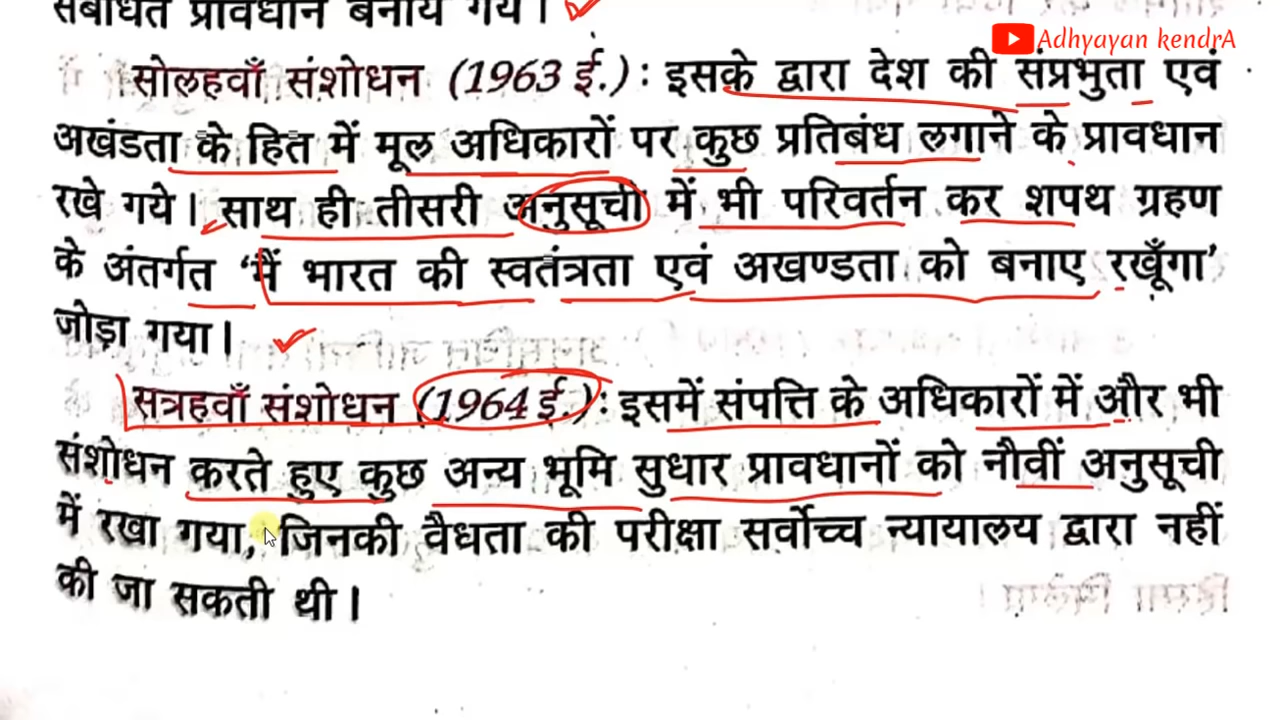 संबंधित प्रावधान बनाये गये।
Adhyayan kendrA
सोलहवाँ संशोधन (1963 ई.) : इसके द्वारा देश की संप्रभुता एवं
अखंडता के हित में मूल अधिकारों पर कुछ प्रतिबंध लगाने के प्रावधान
रखे गये। साथ ही तीसरी अनुसूची में भी परिवर्तन कर शपथ ग्रहण
के अंतर्गत 'मैं भारत की स्वतंत्रता एवं अखण्डता को बनाए रखूँगा'
जोड़ा गया।
सत्रहवाँ संशोधन (1964 ई.) : इसमें संपत्ति के अधिकारों में और भी
संशोधन करते हुए कुछ अन्य भूमि सुधार प्रावधानों को नौवीं अनुसूची
में रखा गया, जिनकी वैधता की परीक्षा सर्वोच्च न्यायालय द्वारा नहीं
की जा सकती थी।